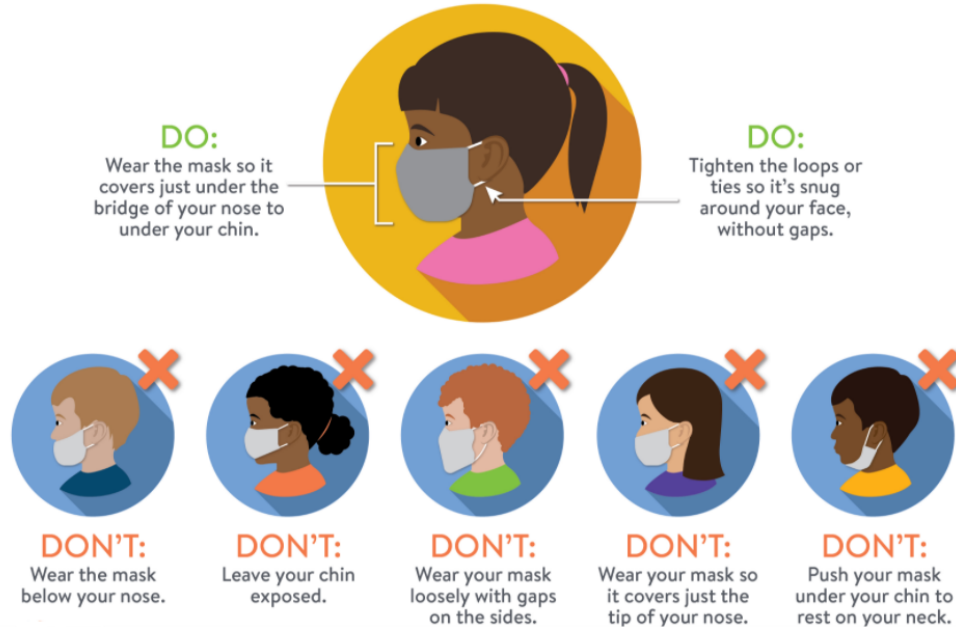 DO:
Wear the mask so it
covers just under the
bridge of your nose to
under your chin.
DO:
Tighten the loops or
ties so it's snug
around your face,
without gaps.
DON'T:
Wear the mask
below your nose.
DON'T:
Leave your chin
exposed.
DON'T:
Wear your mask
loosely with gaps
on the sides.
DON'T:
Wear your mask so
it covers just the
tip of your nose.
DON'T:
Push your mask
under your chin to
rest on your neck.